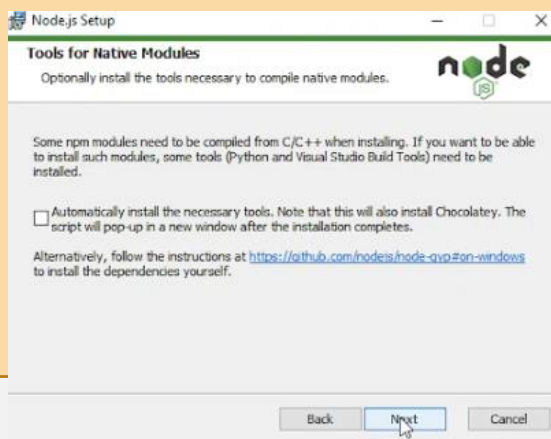 Node.js Setup
Tools for Native Modules
Optionally install the tools necessary to compile native modules.
node
JS
Some npm modules need to be compiled from C/C++ when installing. If you want to be able
to install such modules, some tools (Python and Visual Studio Build Tools) need to be
installed.
Automatically install the necessary tools. Note that this will also install Chocolatey. The
script will pop-up in a new window after the installation completes.
Alternatively, follow the instructions at https://github.com/nodejs/node-gyp#on-windows
to install the dependencies yourself.
Back Next Cancel